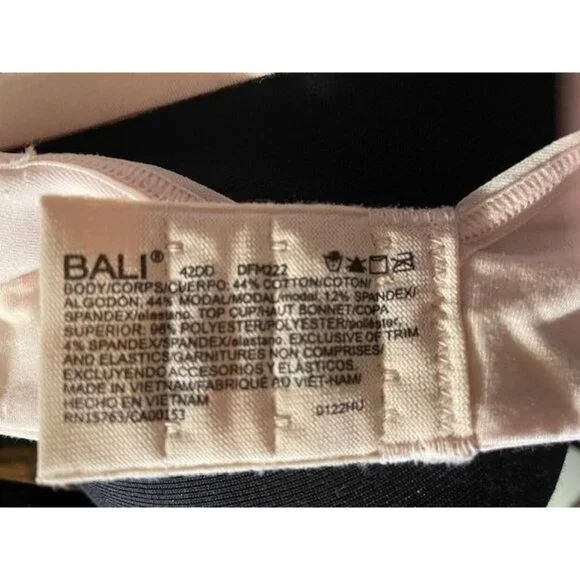 BALI® 42DD DFM222
BODY/CORPS/CUERPO: 44% COTTON/COTON/
ALGODÓN: 44% MODAL/MODAL/modal, 12% SPANDEX/
SPANDEX/elastano. TOP CUP/HAUT BONNET/COPA
SUPERIOR: 96% POLYESTER/POLYESTER/poliéster,
4% SPANDEX/SPANDEX/elastano. EXCLUSIVE OF TRIM
AND ELASTICS/GARNITURES NON COMPRISES/
EXCLUYENDO ACCESORIOS Y ELASTICOS.
MADE IN VIETNAM/FABRIQUÉ AU VIÊT-NAM/
HECHO EN VIETNAM
RN15763/CA00153
0122HU